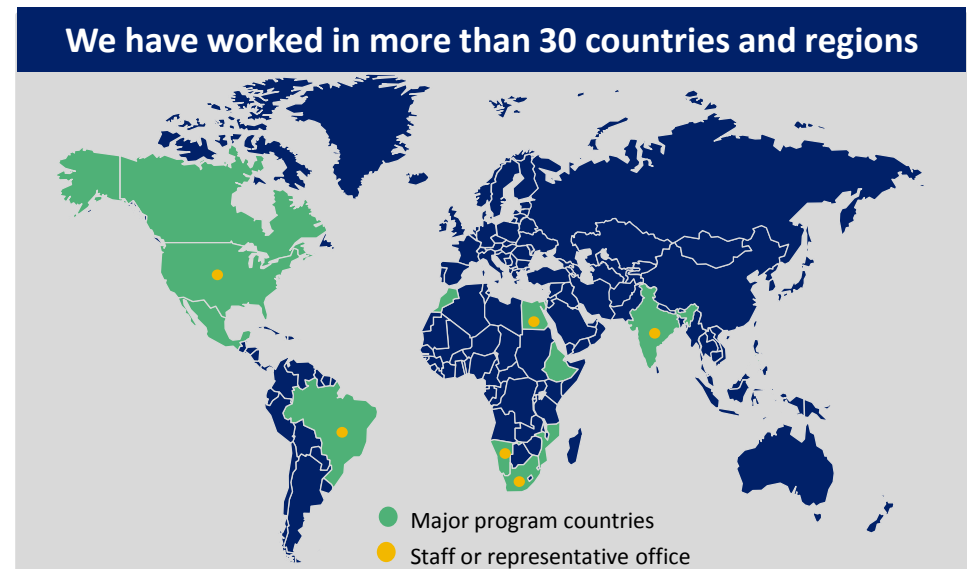 We have worked in more than 30 countries and regions
Major program countries
Staff or representative office